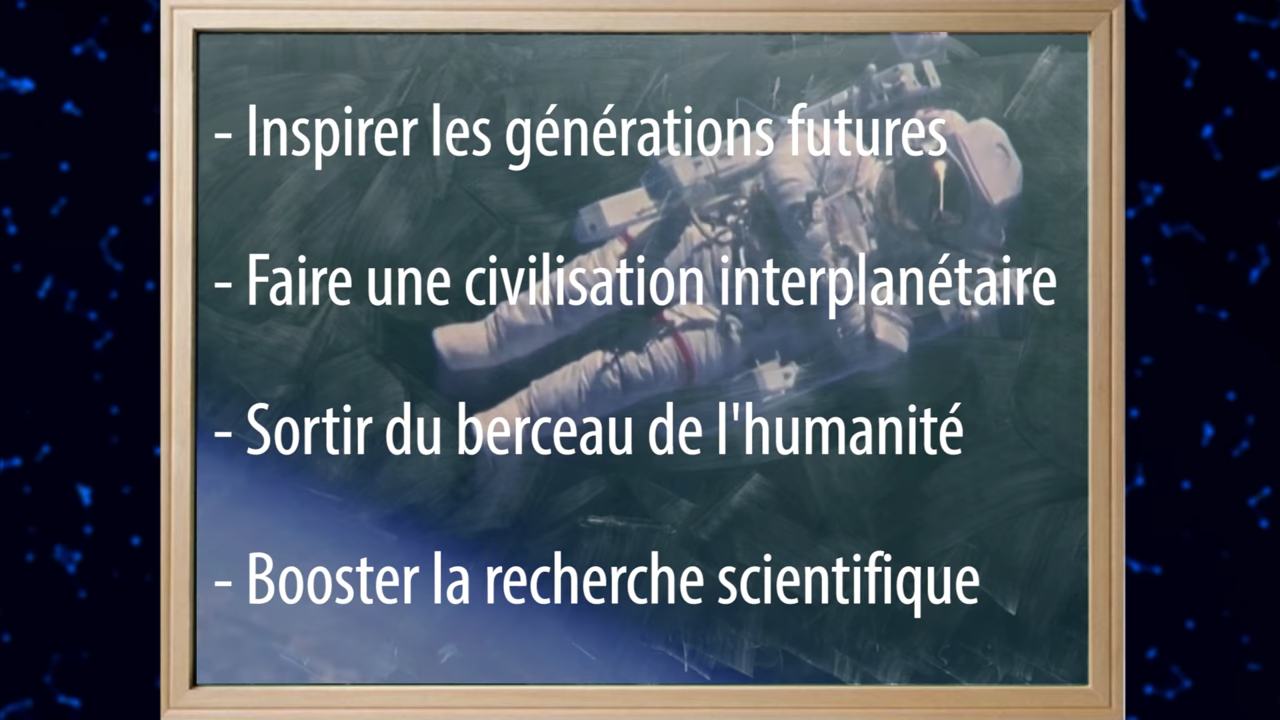 - Inspirer les générations futures
- Faire une civilisation interplanétaire
- Sortir du berceau de l'humanité
- Booster la recherche scientifique